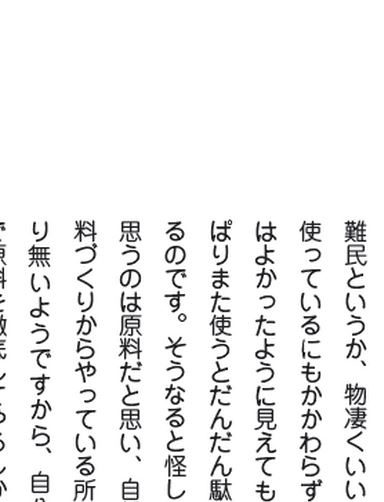 難民というか、物凄くいい
使っているにもかかわらず
はよかったように見えても
ぱりまた使うとだんだん駄
るのです。そうなると怪し
思うのは原料だと思い、自
料づくりからやっている所
り無いようですから、自